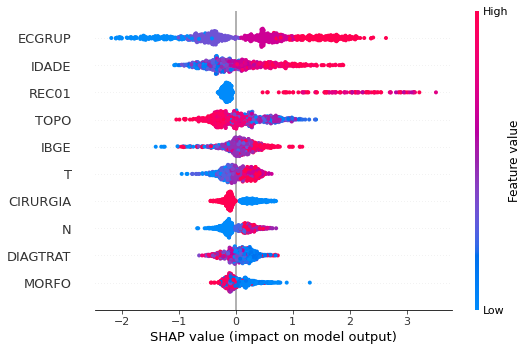 High
ECGRUP
IDADE
REC01
TOPO
IBGE
T
CIRURGIA
N
DIAGTRAT
MORFO
Feature value
Low
−2 −1 0 1 2 3
SHAP value (impact on model output)